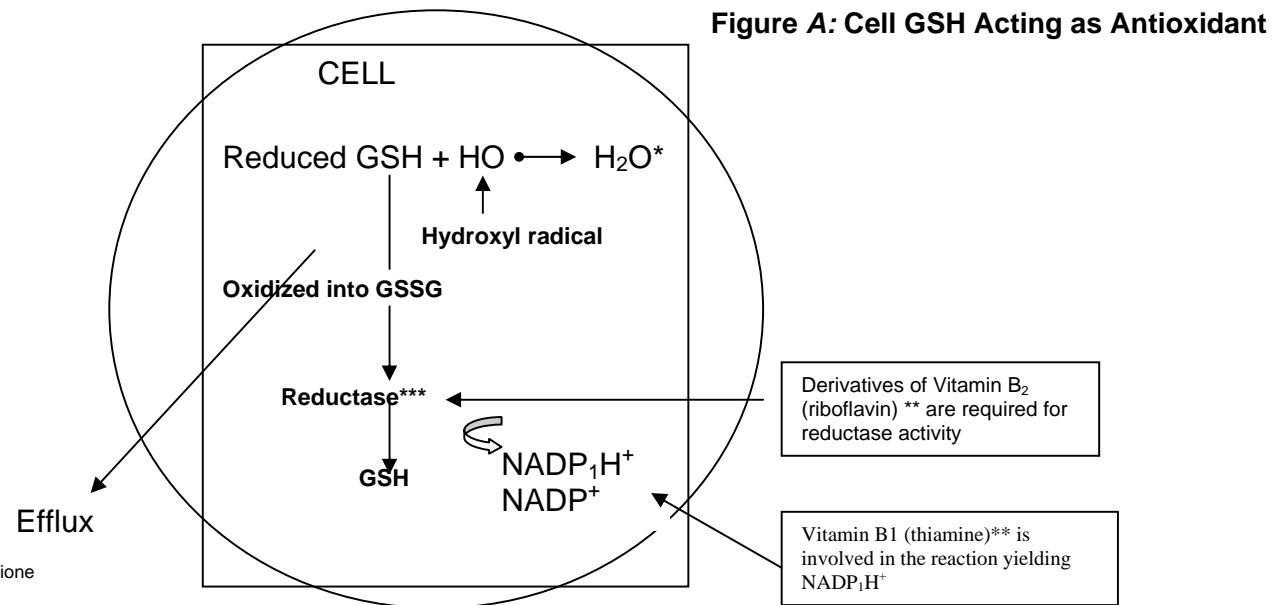 Figure A: Cell GSH Acting as Antioxidant
CELL
Reduced GSH + HO • → H₂O*
Hydroxyl radical
Oxidized into GSSG
Reductase***
GSH
NADP₁H⁺
NADP⁺
Derivatives of Vitamin B₂
(riboflavin) ** are required for
reductase activity
Efflux
Vitamin B1 (thiamine)** is
involved in the reaction yielding
NADP₁H⁺
ione